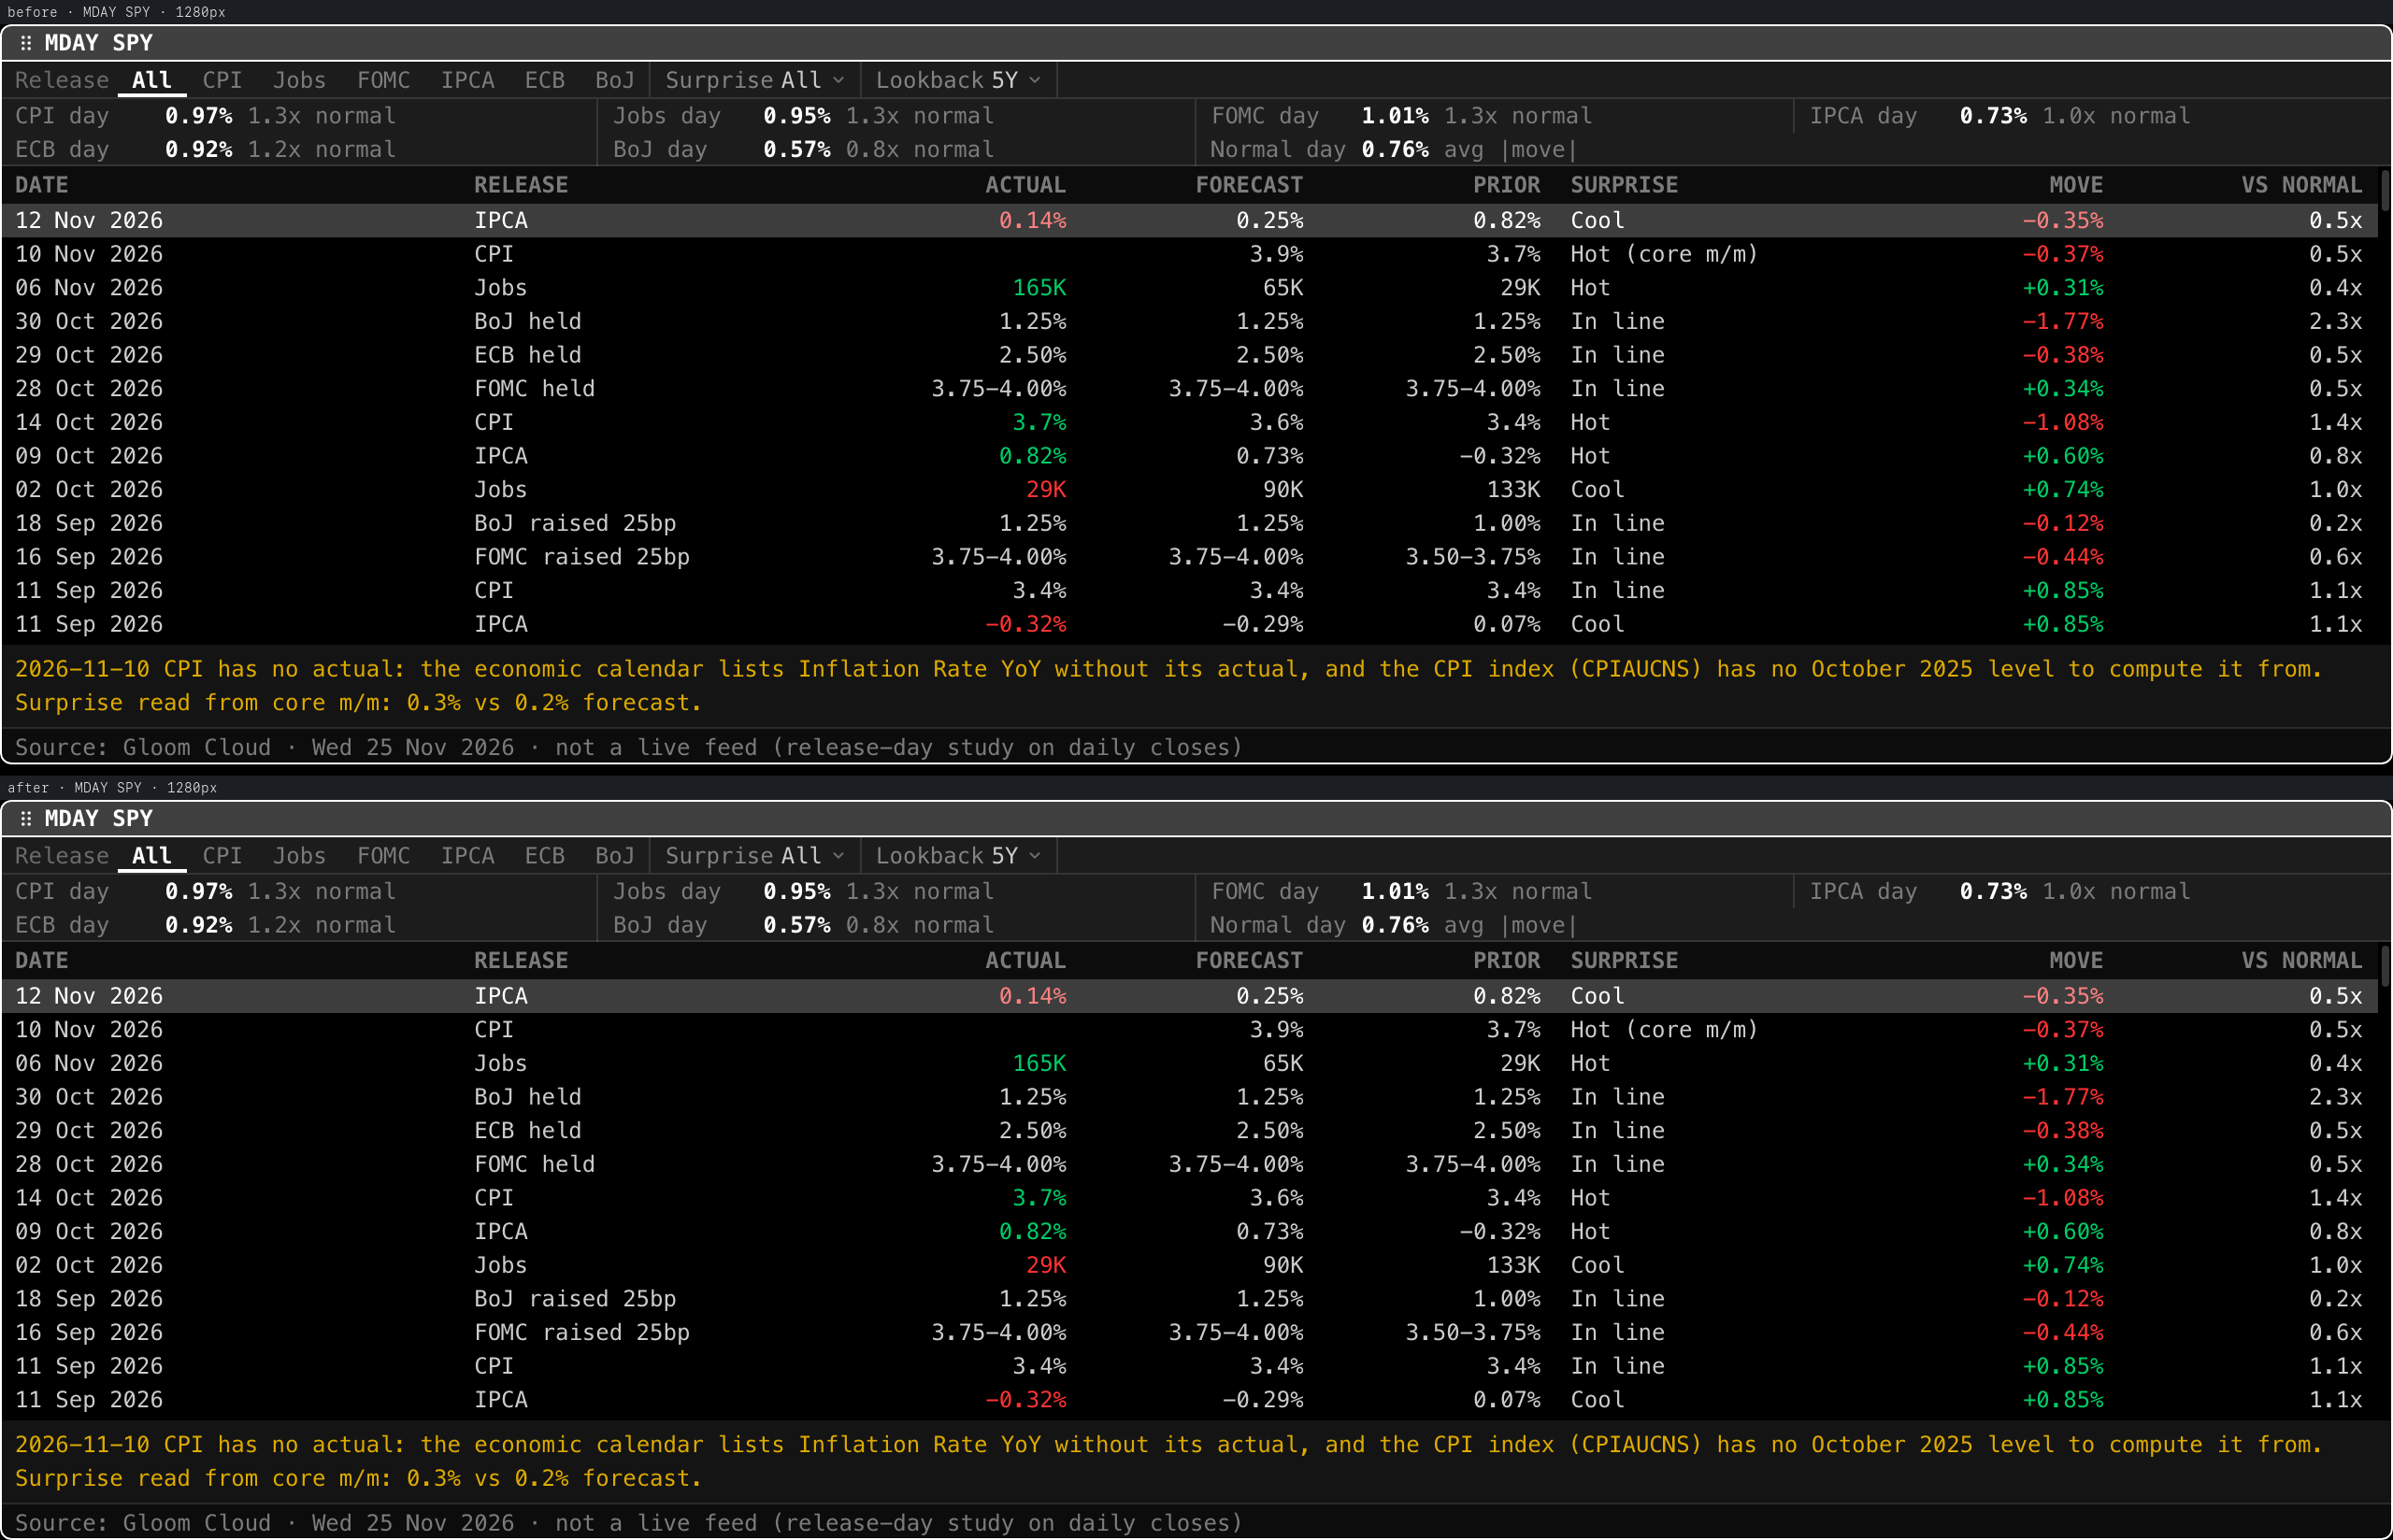 before · MDAY SPY · 1280px
MDAY SPY
Release All CPI Jobs FOMC IPCA ECB BoJ Surprise All Lookback 5Y
CPI day 0.97% 1.3x normal Jobs day 0.95% 1.3x normal FOMC day 1.01% 1.3x normal IPCA day 0.73% 1.0x normal
ECB day 0.92% 1.2x normal BoJ day 0.57% 0.8x normal Normal day 0.76% avg |move|
DATE RELEASE ACTUAL FORECAST PRIOR SURPRISE MOVE VS NORMAL
12 Nov 2026 IPCA 0.14% 0.25% 0.82% Cool −0.35% 0.5x
10 Nov 2026 CPI 3.9% 3.7% Hot (core m/m) −0.37% 0.5x
06 Nov 2026 Jobs 165K 65K 29K Hot +0.31% 0.4x
30 Oct 2026 BoJ held 1.25% 1.25% 1.25% In line −1.77% 2.3x
29 Oct 2026 ECB held 2.50% 2.50% 2.50% In line −0.38% 0.5x
28 Oct 2026 FOMC held 3.75−4.00% 3.75−4.00% 3.75−4.00% In line +0.34% 0.5x
14 Oct 2026 CPI 3.7% 3.6% 3.4% Hot −1.08% 1.4x
09 Oct 2026 IPCA 0.82% 0.73% −0.32% Hot +0.60% 0.8x
02 Oct 2026 Jobs 29K 90K 133K Cool +0.74% 1.0x
18 Sep 2026 BoJ raised 25bp 1.25% 1.25% 1.00% In line −0.12% 0.2x
16 Sep 2026 FOMC raised 25bp 3.75−4.00% 3.75−4.00% 3.50−3.75% In line −0.44% 0.6x
11 Sep 2026 CPI 3.4% 3.4% 3.4% In line +0.85% 1.1x
11 Sep 2026 IPCA −0.32% −0.29% 0.07% Cool +0.85% 1.1x
2026−11−10 CPI has no actual: the economic calendar lists Inflation Rate YoY without its actual, and the CPI index (CPIAUCNS) has no October 2025 level to compute it from.
Surprise read from core m/m: 0.3% vs 0.2% forecast.
Source: Gloom Cloud · Wed 25 Nov 2026 · not a live feed (release−day study on daily closes)
after · MDAY SPY · 1280px
MDAY SPY
Release All CPI Jobs FOMC IPCA ECB BoJ Surprise All Lookback 5Y
CPI day 0.97% 1.3x normal Jobs day 0.95% 1.3x normal FOMC day 1.01% 1.3x normal IPCA day 0.73% 1.0x normal
ECB day 0.92% 1.2x normal BoJ day 0.57% 0.8x normal Normal day 0.76% avg |move|
DATE RELEASE ACTUAL FORECAST PRIOR SURPRISE MOVE VS NORMAL
12 Nov 2026 IPCA 0.14% 0.25% 0.82% Cool −0.35% 0.5x
10 Nov 2026 CPI 3.9% 3.7% Hot (core m/m) −0.37% 0.5x
06 Nov 2026 Jobs 165K 65K 29K Hot +0.31% 0.4x
30 Oct 2026 BoJ held 1.25% 1.25% 1.25% In line −1.77% 2.3x
29 Oct 2026 ECB held 2.50% 2.50% 2.50% In line −0.38% 0.5x
28 Oct 2026 FOMC held 3.75−4.00% 3.75−4.00% 3.75−4.00% In line +0.34% 0.5x
14 Oct 2026 CPI 3.7% 3.6% 3.4% Hot −1.08% 1.4x
09 Oct 2026 IPCA 0.82% 0.73% −0.32% Hot +0.60% 0.8x
02 Oct 2026 Jobs 29K 90K 133K Cool +0.74% 1.0x
18 Sep 2026 BoJ raised 25bp 1.25% 1.25% 1.00% In line −0.12% 0.2x
16 Sep 2026 FOMC raised 25bp 3.75−4.00% 3.75−4.00% 3.50−3.75% In line −0.44% 0.6x
11 Sep 2026 CPI 3.4% 3.4% 3.4% In line +0.85% 1.1x
11 Sep 2026 IPCA −0.32% −0.29% 0.07% Cool +0.85% 1.1x
2026−11−10 CPI has no actual: the economic calendar lists Inflation Rate YoY without its actual, and the CPI index (CPIAUCNS) has no October 2025 level to compute it from.
Surprise read from core m/m: 0.3% vs 0.2% forecast.
Source: Gloom Cloud · Wed 25 Nov 2026 · not a live feed (release−day study on daily closes)